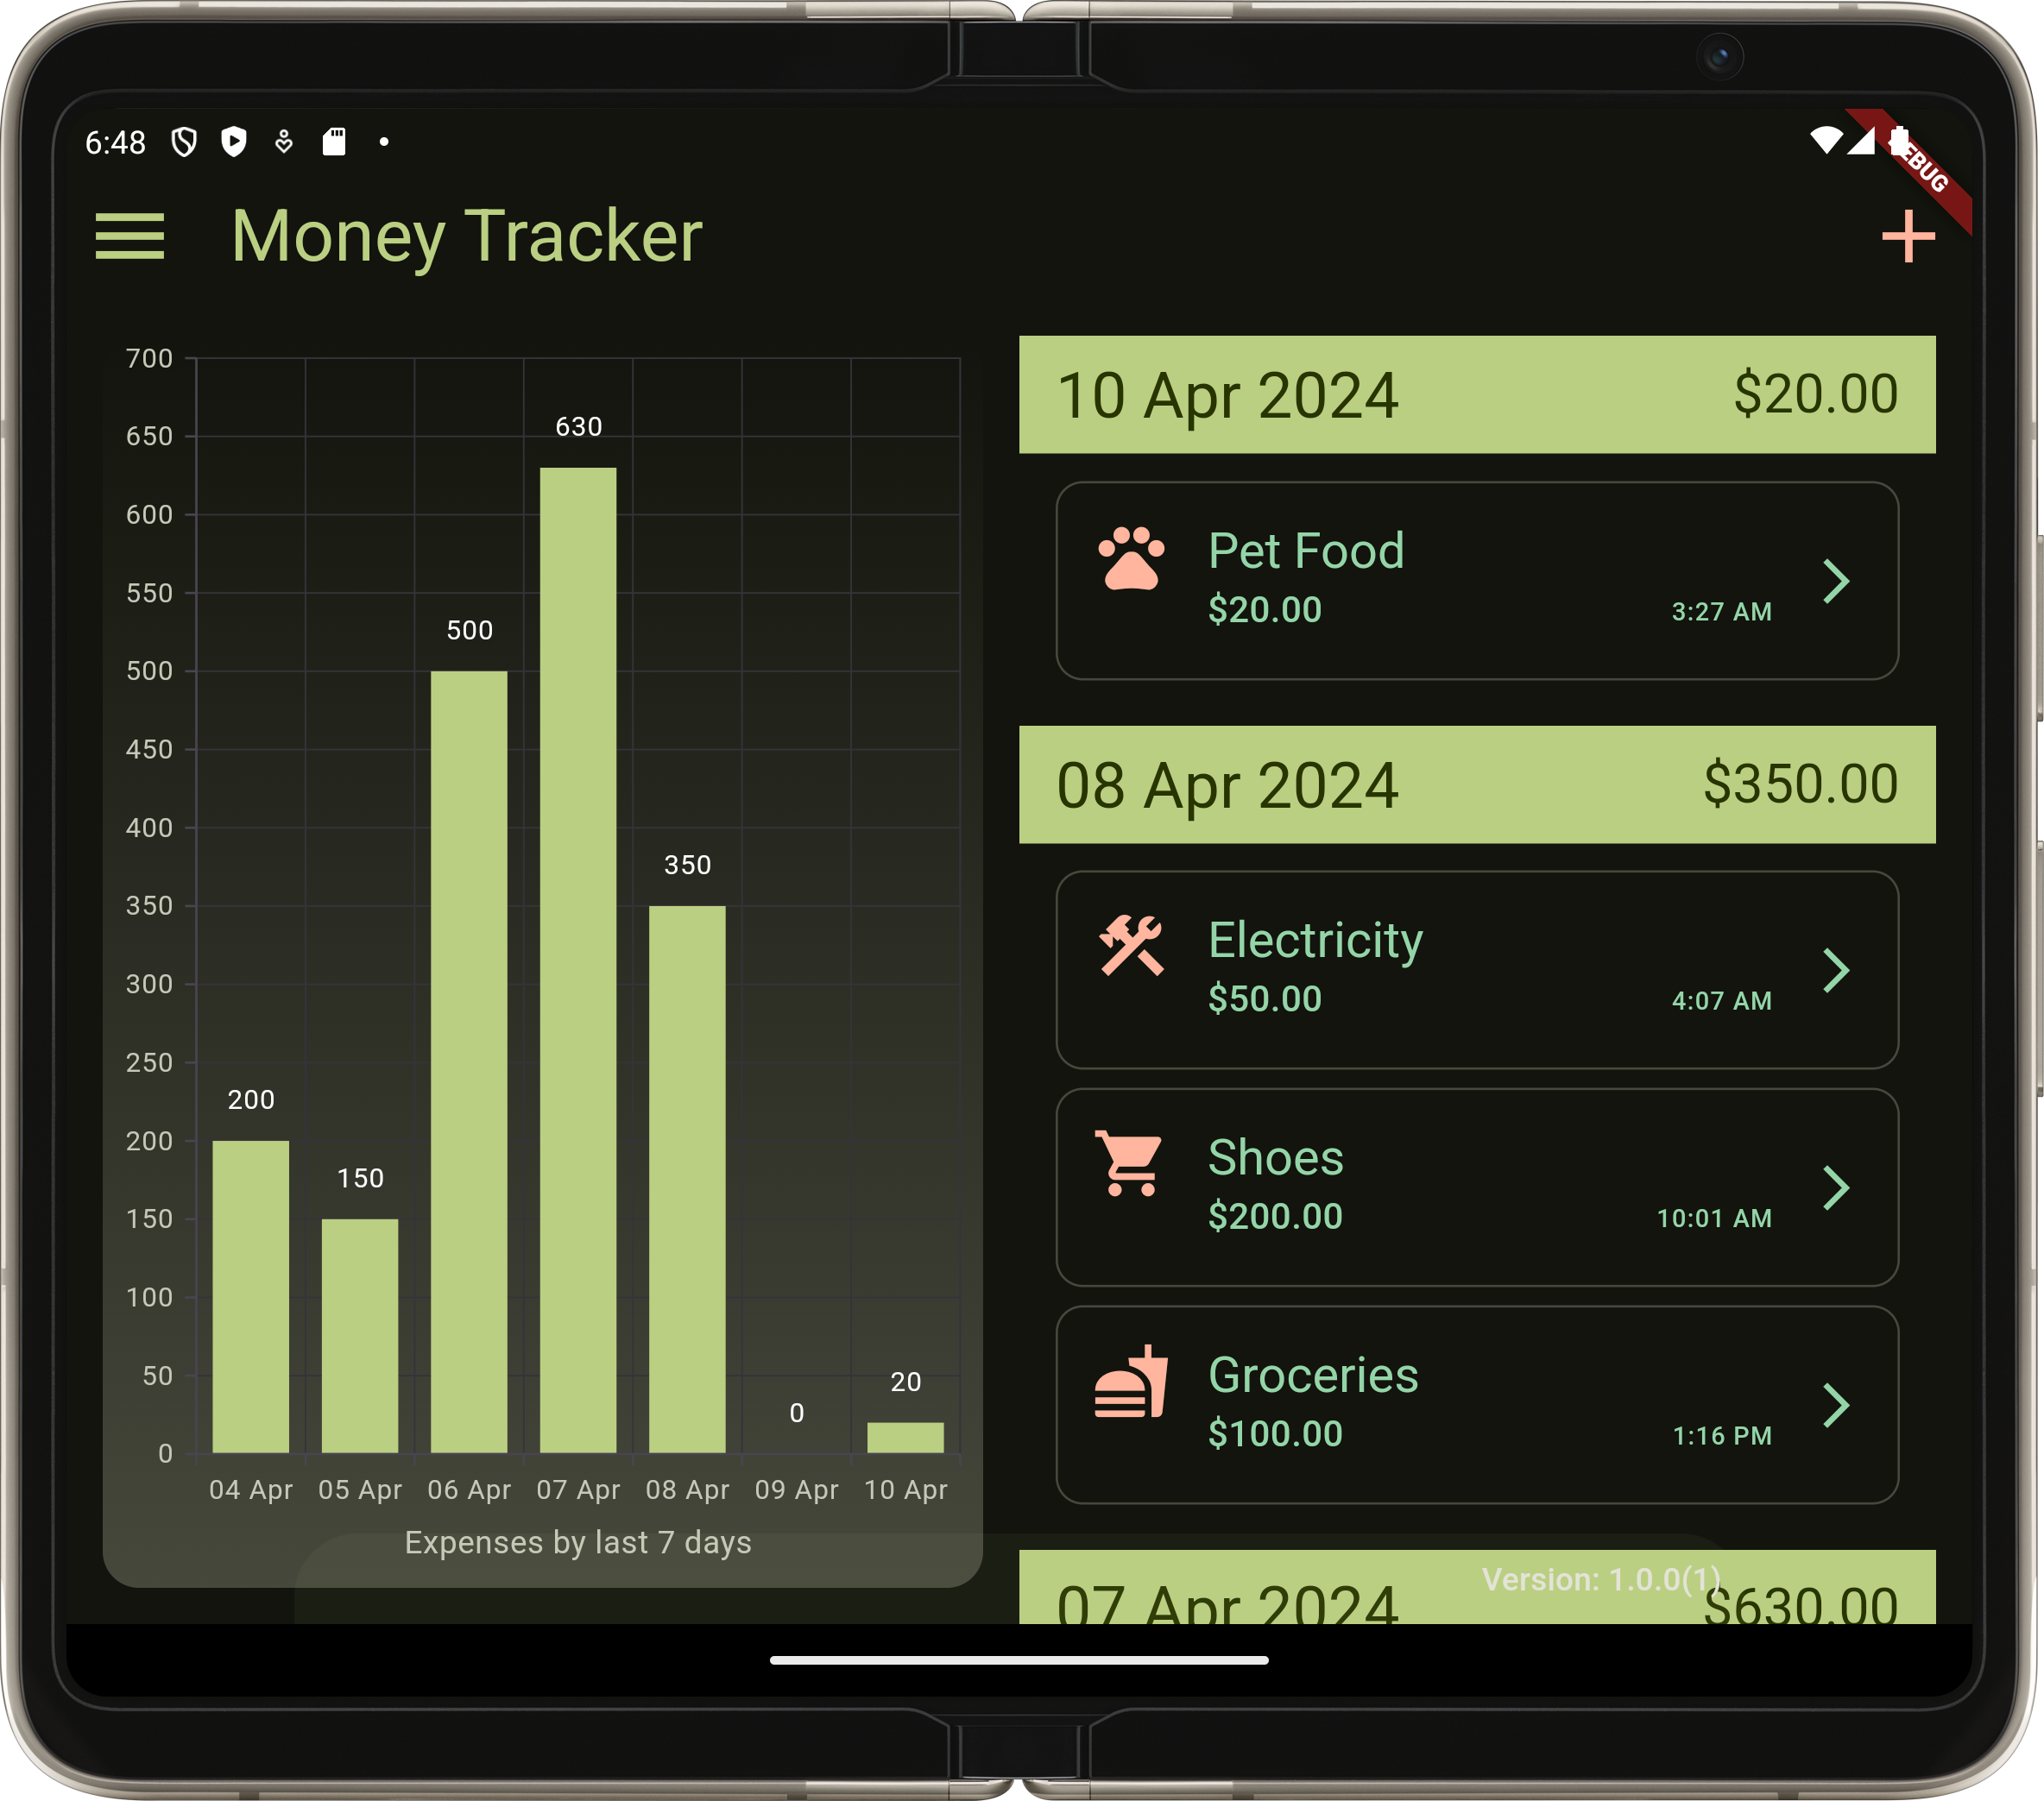 6:48
DEBUG
Money Tracker
700
650
600
550
500
450
400
350
300
250
200
150
100
50
0
200
150
500
630
350
0
20
04 Apr 05 Apr 06 Apr 07 Apr 08 Apr 09 Apr 10 Apr
Expenses by last 7 days
10 Apr 2024 $20.00
Pet Food
$20.00 3:27 AM
08 Apr 2024 $350.00
Electricity
$50.00 4:07 AM
Shoes
$200.00 10:01 AM
Groceries
$100.00 1:16 PM
Version: 1.0.0(1)
07 Apr 2024 $630.00